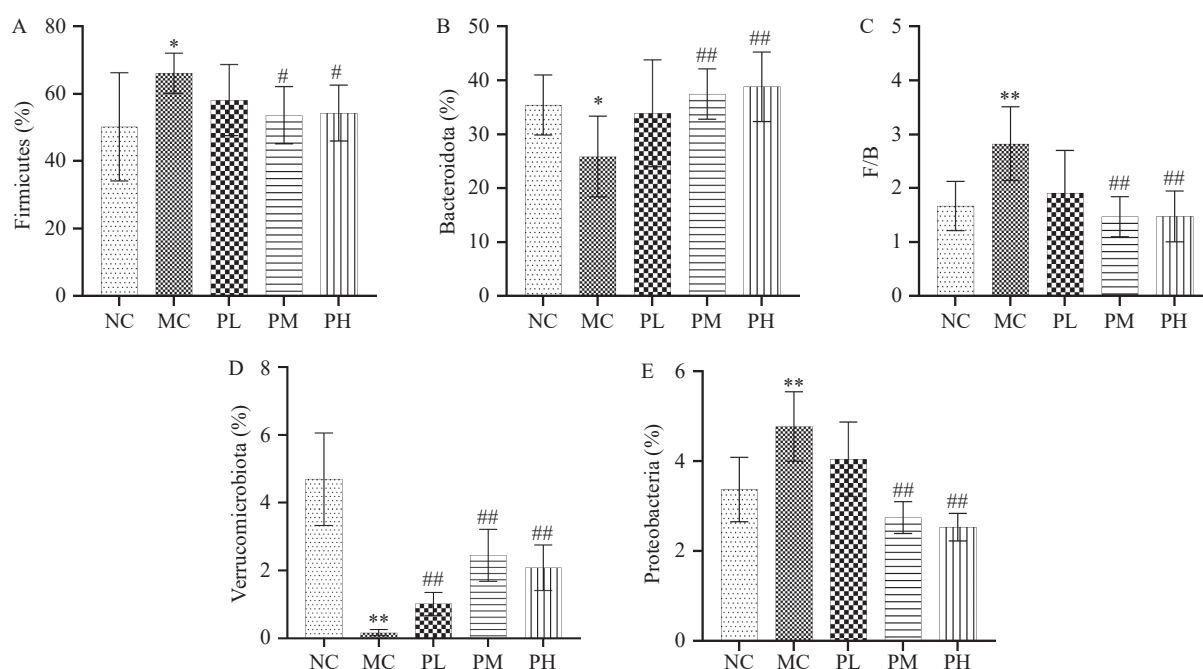 A
Firmicutes (%)
80
60
40
20
0
*
#
#
NC MC PL PM PH
B
Bacteroidota (%)
50
40
30
20
10
0
*
##
##
NC MC PL PM PH
C
F/B
5
4
3
2
1
0
**
##
##
NC MC PL PM PH
D
Verrucomicrobiota (%)
8
6
4
2
0
**
##
##
##
NC MC PL PM PH
E
Proteobacteria (%)
6
4
2
0
**
##
##
NC MC PL PM PH